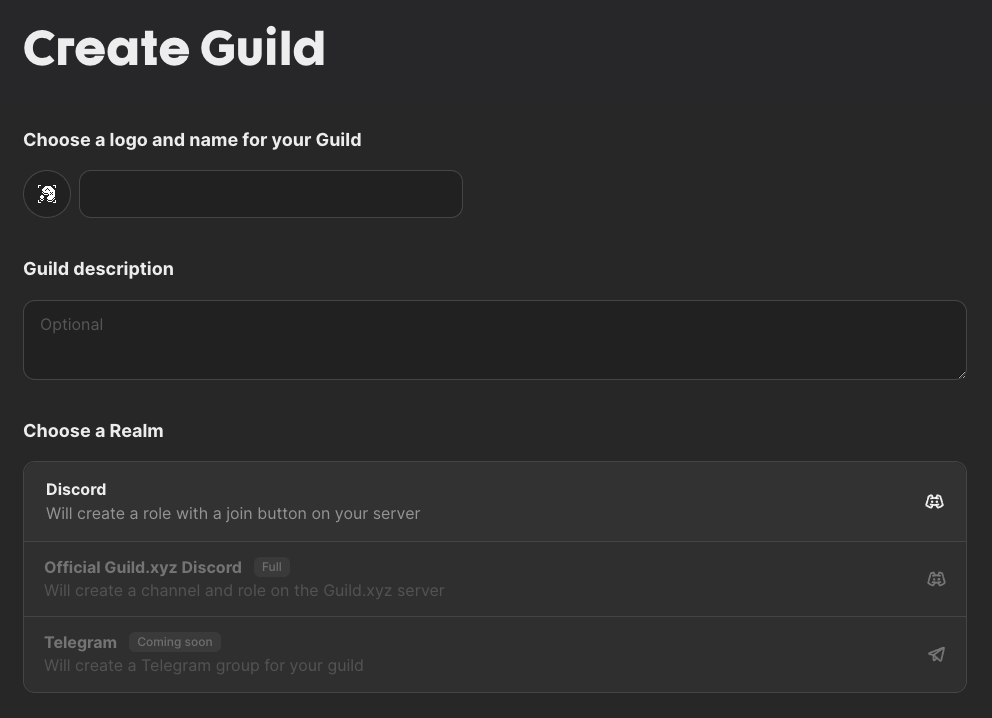 Create Guild
Choose a logo and name for your Guild
Guild description
Optional
Choose a Realm
Discord
Will create a role with a join button on your server
Official Guild.xyz Discord Full
Will create a channel and role on the Guild.xyz server
Telegram Coming soon
Will create a Telegram group for your guild